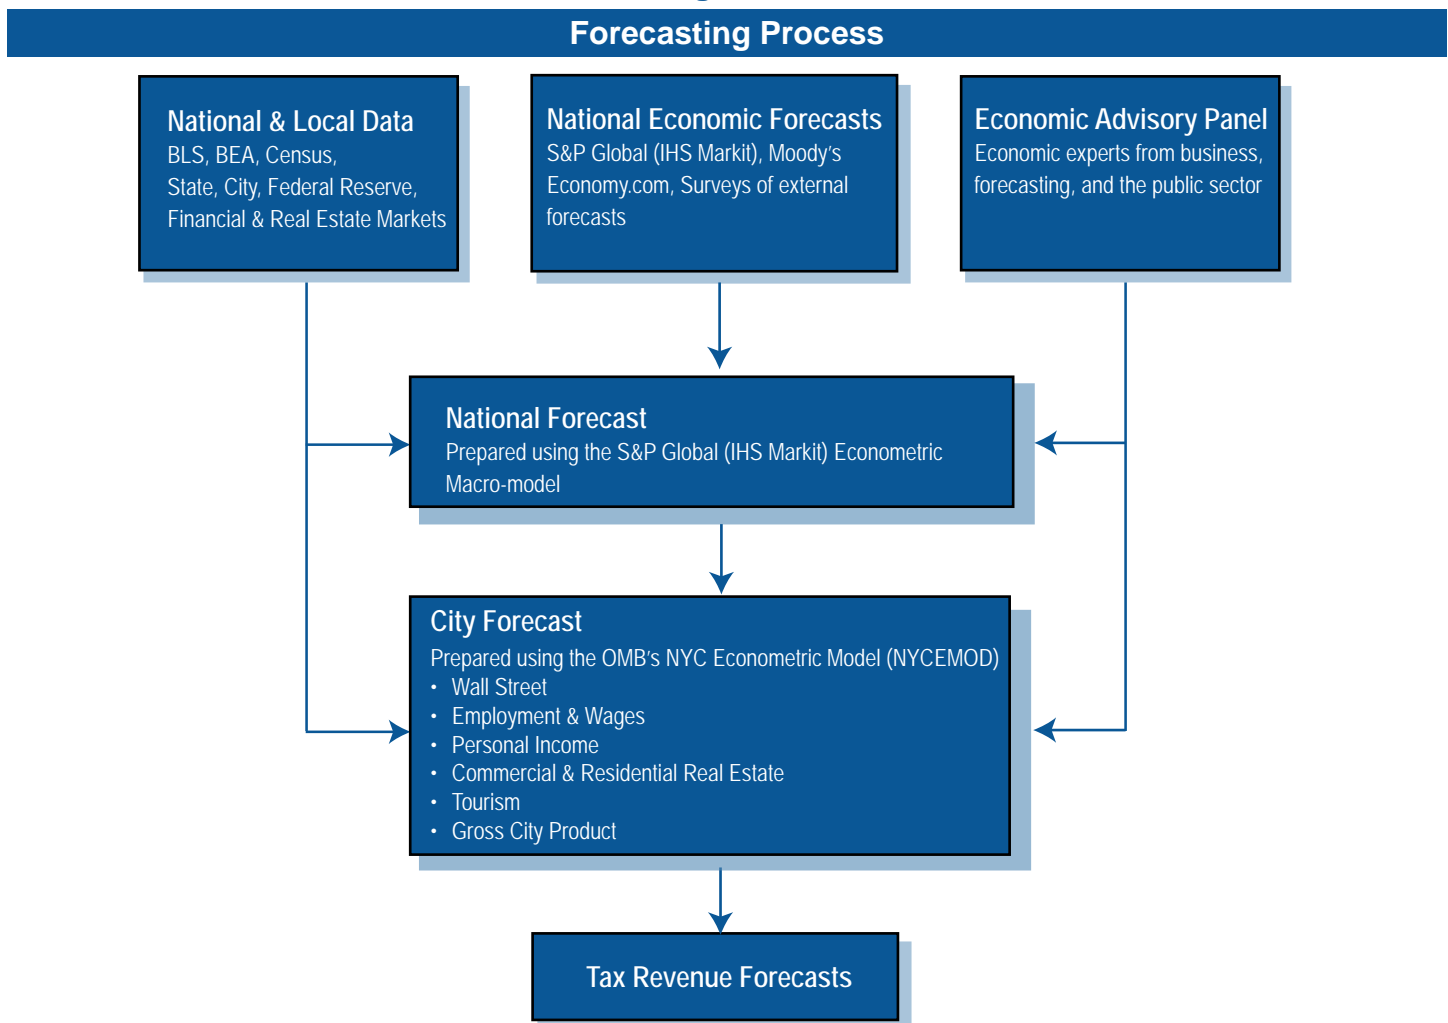 Forecasting Process
National & Local Data
BLS, BEA, Census,
State, City, Federal Reserve,
Financial & Real Estate Markets
National Economic Forecasts
S&P Global (IHS Markit), Moody's
Economy.com, Surveys of external
forecasts
Economic Advisory Panel
Economic experts from business,
forecasting, and the public sector
National Forecast
Prepared using the S&P Global (IHS Markit) Econometric
Macro-model
City Forecast
Prepared using the OMB's NYC Econometric Model (NYCEMOD)
• Wall Street
• Employment & Wages
• Personal Income
• Commercial & Residential Real Estate
• Tourism
• Gross City Product
Tax Revenue Forecasts